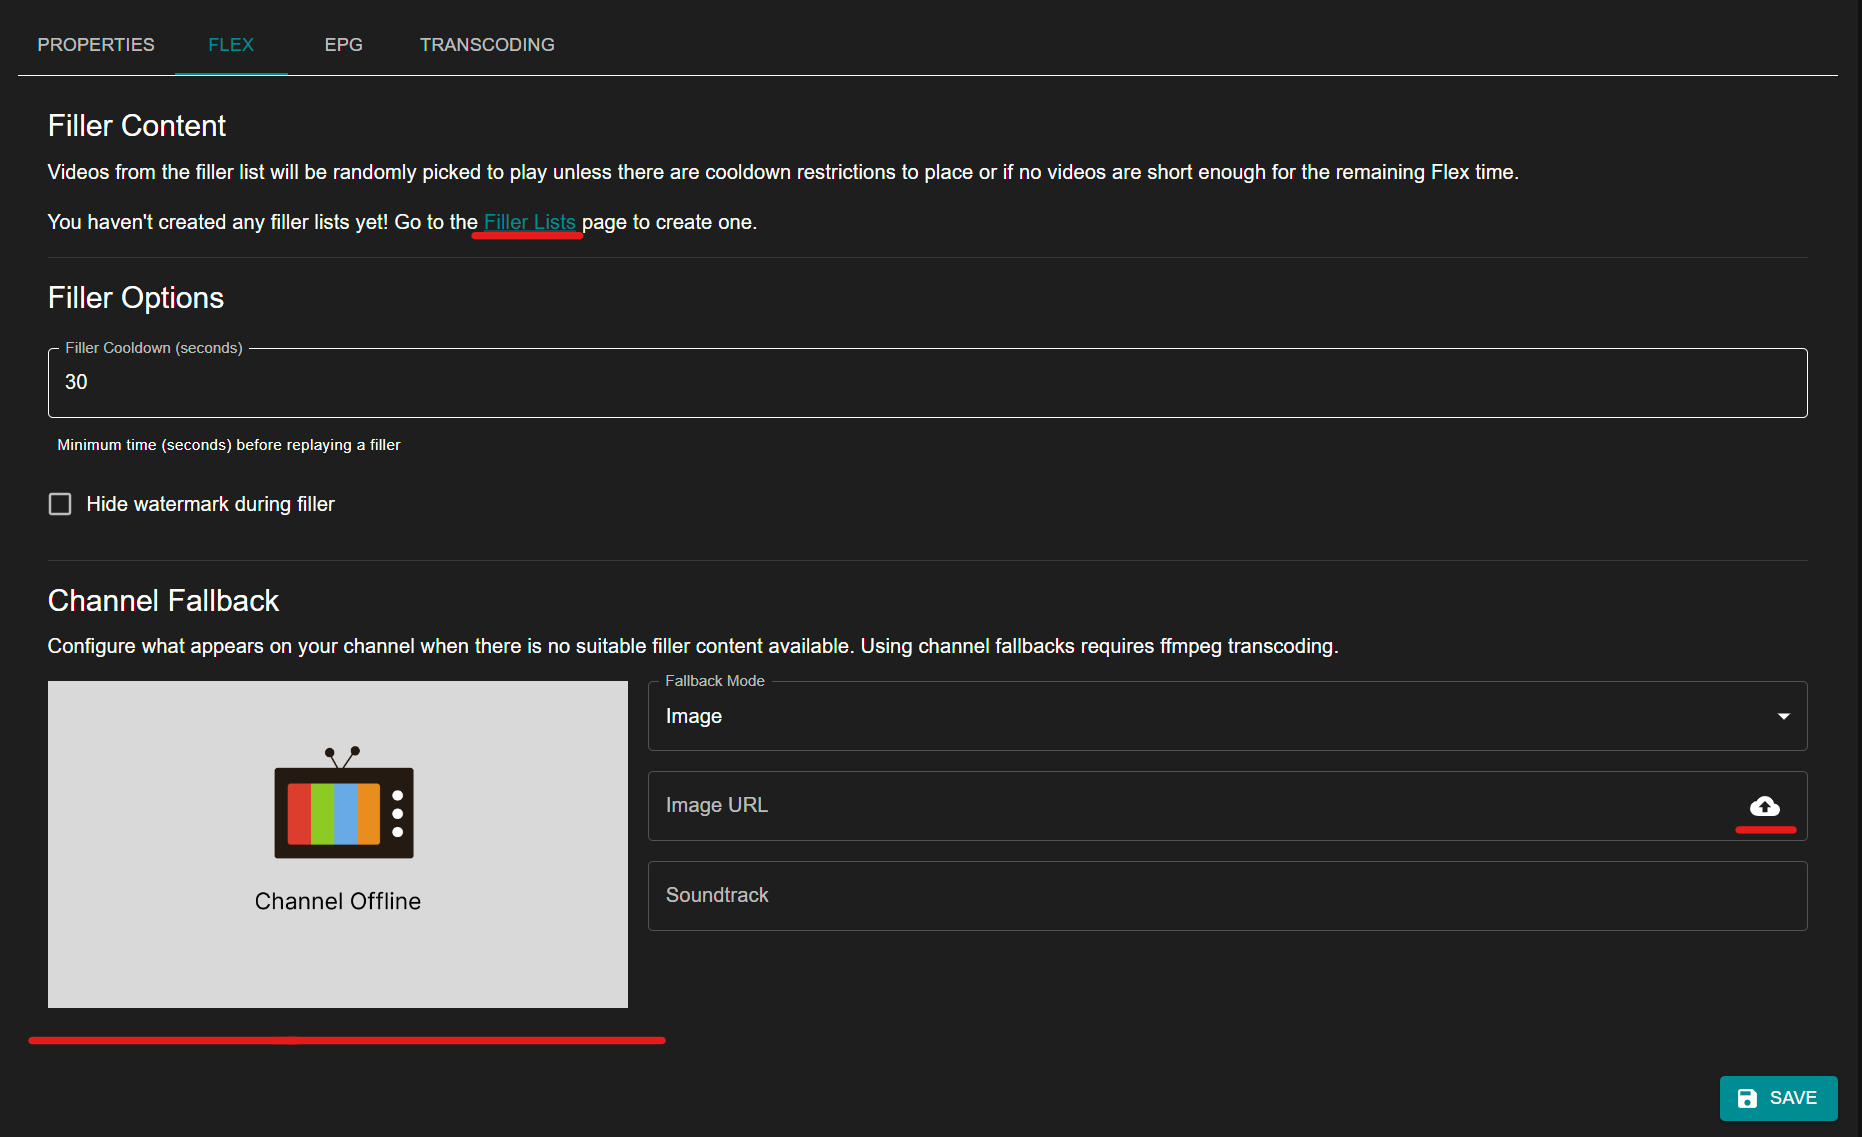 PROPERTIES FLEX EPG TRANSCODING
Filler Content
Videos from the filler list will be randomly picked to play unless there are cooldown restrictions to place or if no videos are short enough for the remaining Flex time.
You haven't created any filler lists yet! Go to the Filler Lists page to create one.
Filler Options
Filler Cooldown (seconds)
30
Minimum time (seconds) before replaying a filler
Hide watermark during filler
Channel Fallback
Configure what appears on your channel when there is no suitable filler content available. Using channel fallbacks requires ffmpeg transcoding.
Channel Offline
Fallback Mode
Image
Image URL
Soundtrack
SAVE